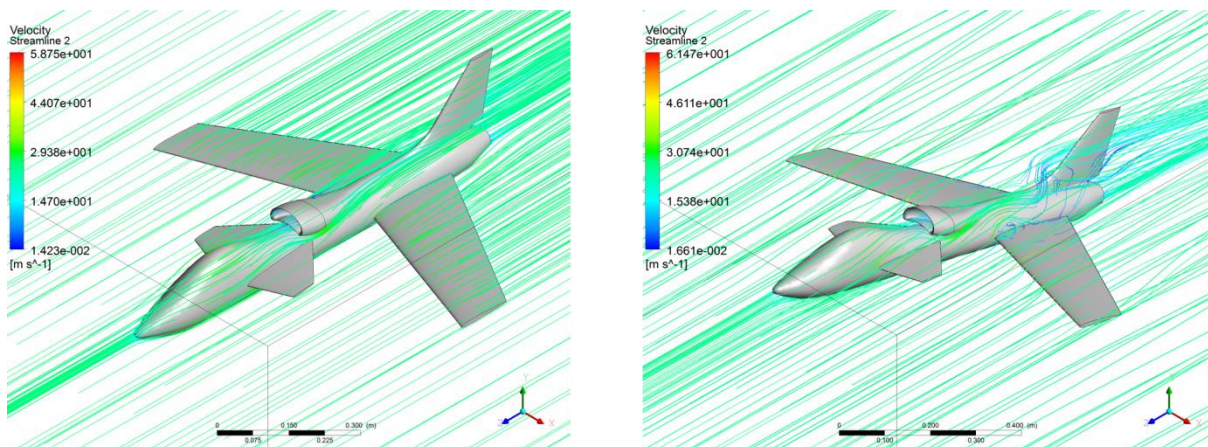 Velocity
Streamline 2
5.875e+001
4.407e+001
2.938e+001
1.470e+001
1.423e-002
[m s^-1]
0 0.150 0.300 (m)
0.075 0.225
Y
Z X
Velocity
Streamline 2
6.147e+001
4.611e+001
3.074e+001
1.538e+001
1.661e-002
[m s^-1]
0 0.200 0.400 (m)
0.100 0.300
Y
Z X